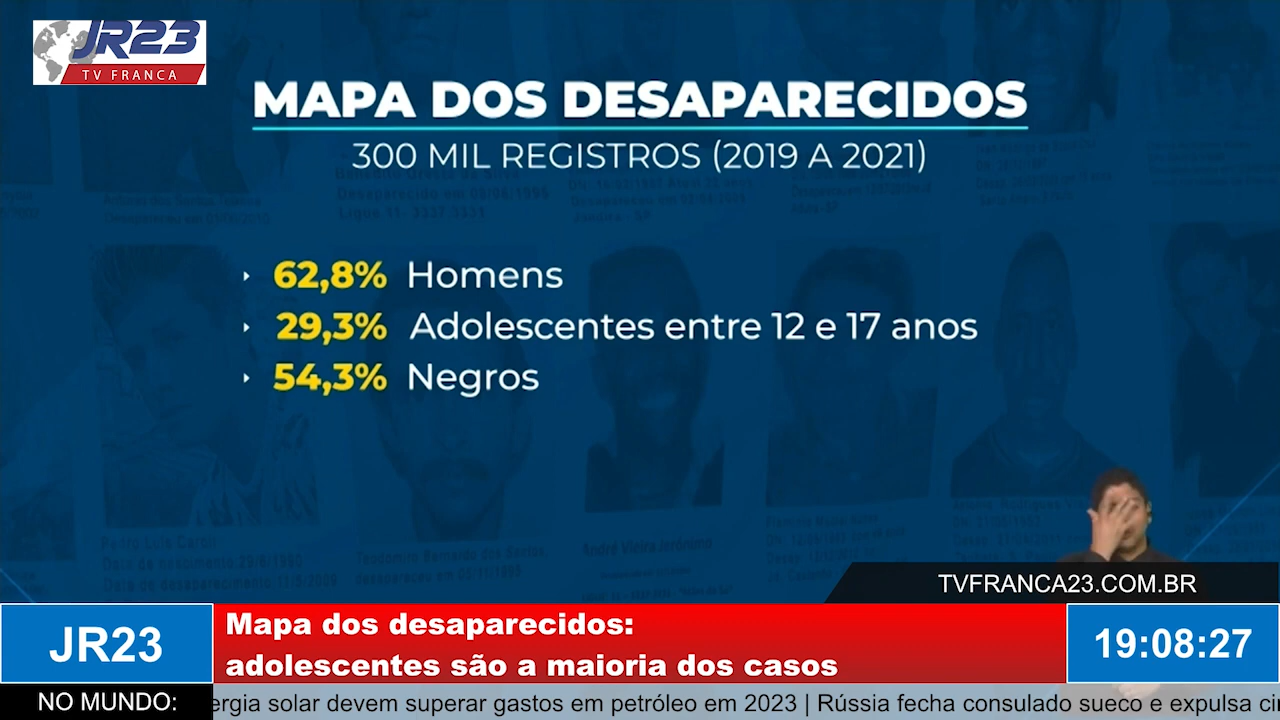 JR23
TV FRANCA
MAPA DOS DESAPARECIDOS
300 MIL REGISTROS (2019 A 2021)
62,8% Homens
29,3% Adolescentes entre 12 e 17 anos
54,3% Negros
TVFRANCA23.COM.BR
JR23
Mapa dos desaparecidos:
adolescentes são a maioria dos casos
19:08:27
NO MUNDO: ergia solar devem superar gastos em petróleo em 2023 | Rússia fecha consulado sueco e expulsa ci